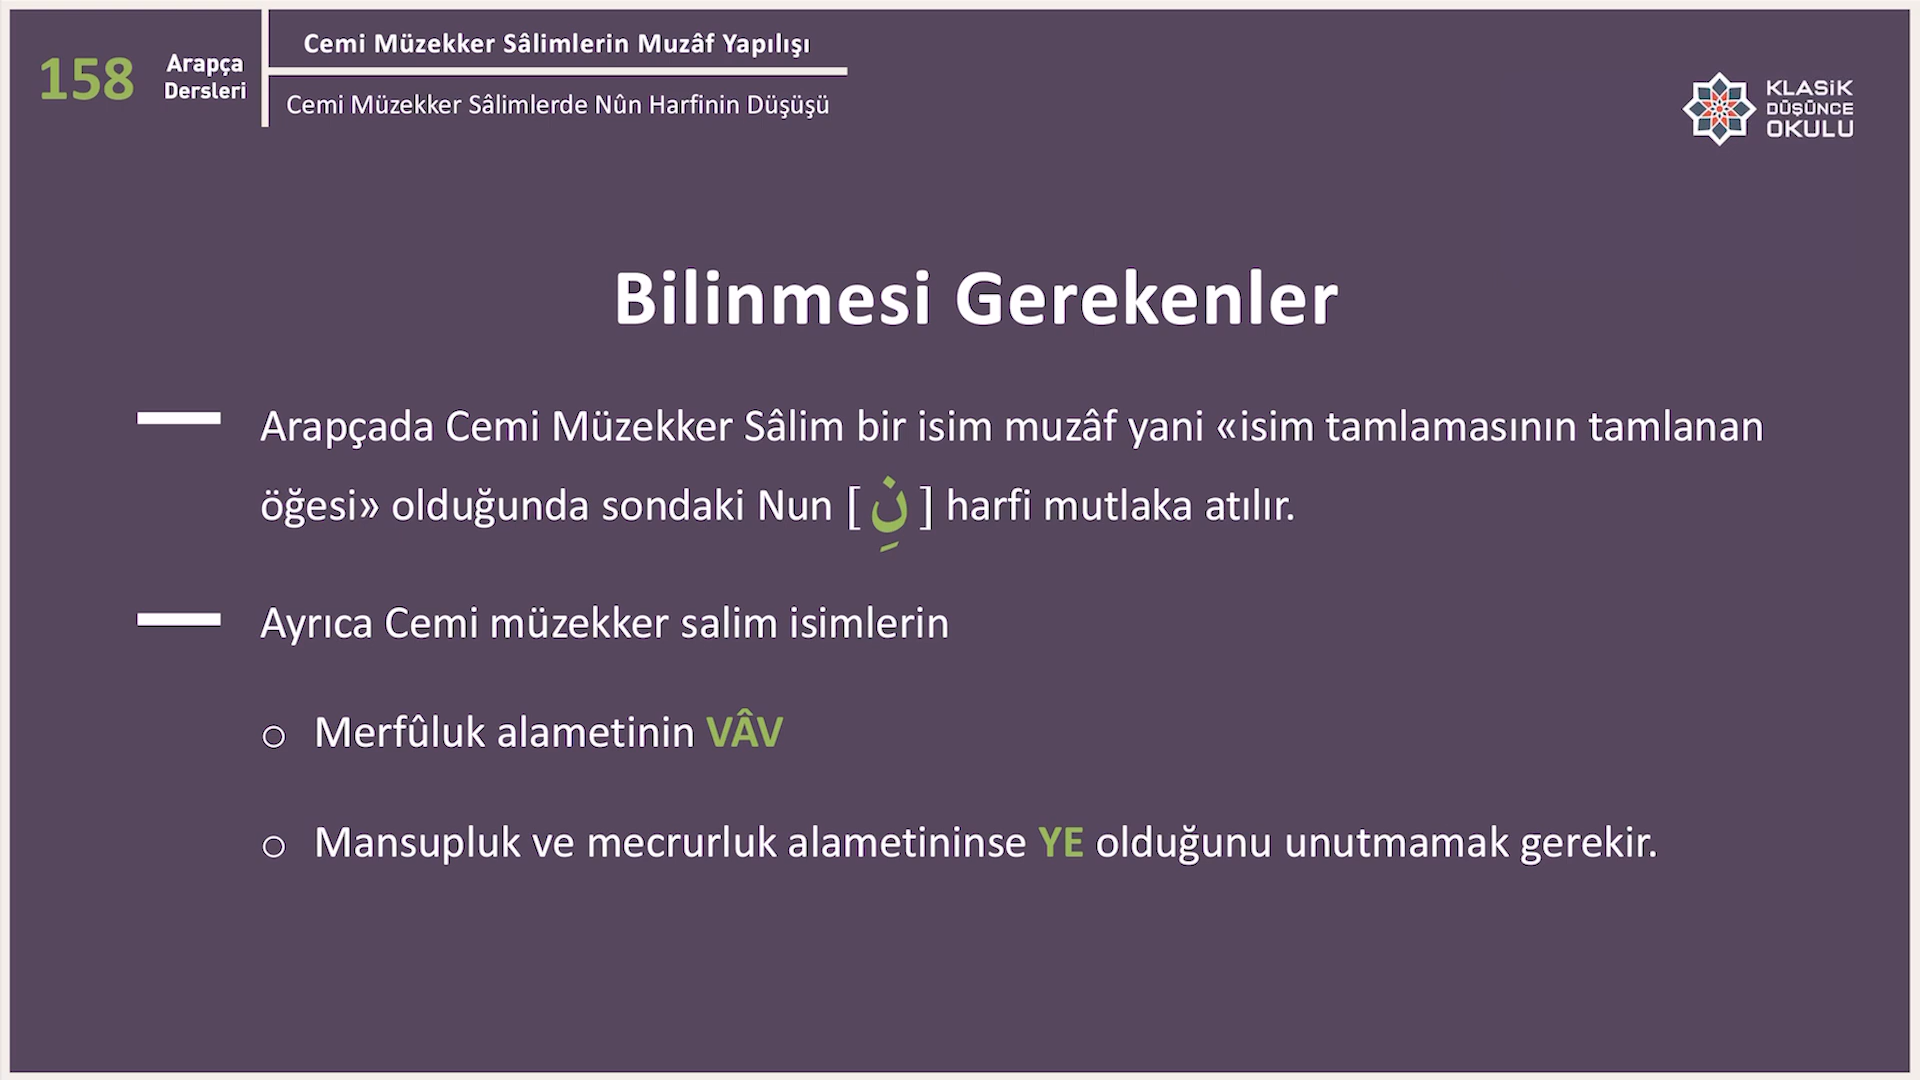 158
Arapça
Dersleri
Cemi Müzekker Sâlimlerin Muzâf Yapılışı
Cemi Müzekker Sâlimlerde Nûn Harfinin Düşüşü
KLASİK
DÜŞÜNCE
OKULU
Bilinmesi Gerekenler
Arapçada Cemi Müzekker Sâlim bir isim muzâf yani «isim tamlamasının tamlanan
öğesi» olduğunda sondaki Nun [ نِ ] harfi mutlaka atılır.
Ayrıca Cemi müzekker salim isimlerin
o Merfûluk alametinin VÂV
o Mansupluk ve mecrurluk alametininse YE olduğunu unutmamak gerekir.